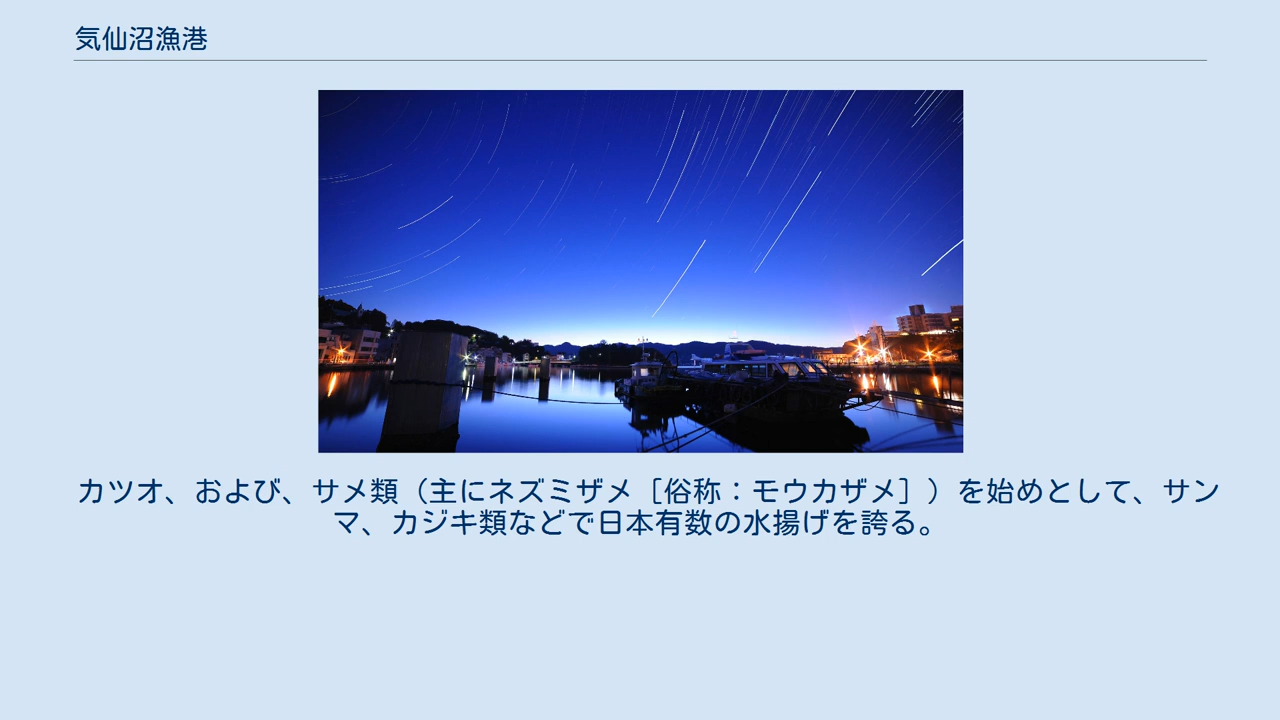 気仙沼漁港
カツオ、および、サメ類（主にネズミザメ［俗称：モウカザメ］）を始めとして、サン
マ、カジキ類などで日本有数の水揚げを誇る。